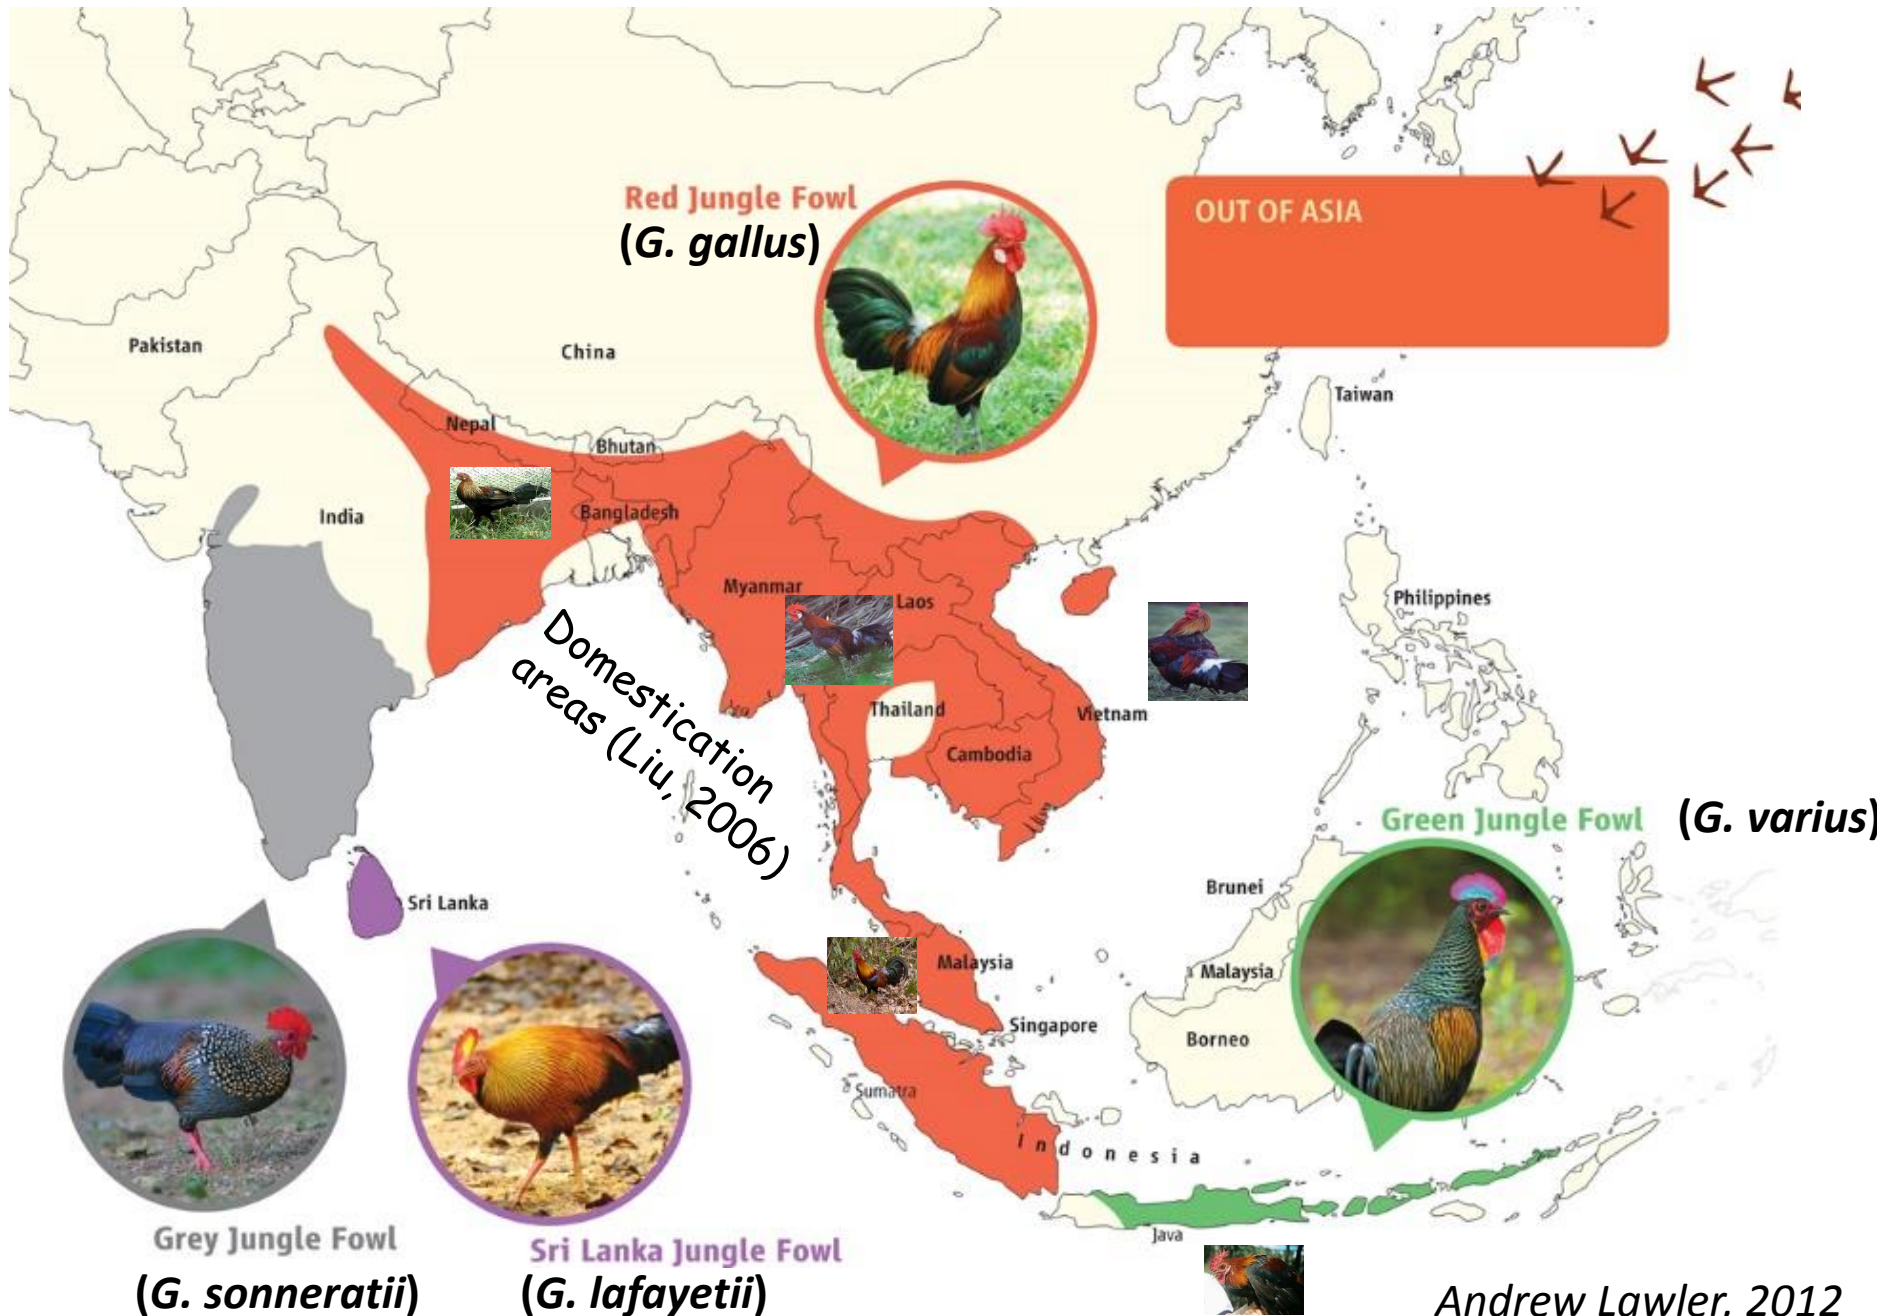 Red Jungle Fowl
(G. gallus)
OUT OF ASIA
Pakistan
China
Taiwan
Nepal
Bhutan
India
Bangladesh
Myanmar
Laos
Philippines
Domestication
areas (Liu, 2006)
Thailand
Vietnam
Cambodia
Green Jungle Fowl
(G. varius)
Brunei
Sri Lanka
Malaysia
Malaysia
Singapore
Borneo
Sumatra
Indonesia
Java
Grey Jungle Fowl
(G. sonneratii)
Sri Lanka Jungle Fowl
(G. lafayetii)
Andrew Lawler, 2012